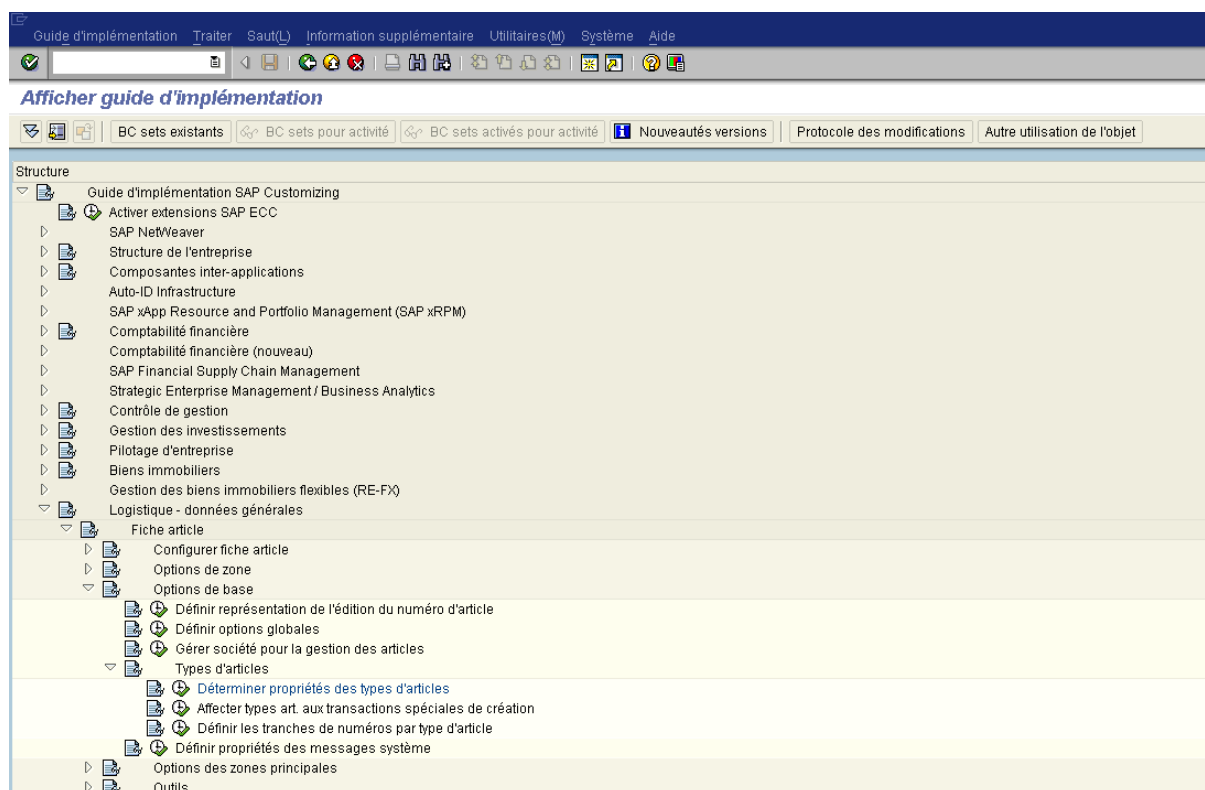 Guide d'implémentation Traiter Saut(L) Information supplémentaire Utilitaires(M) Système Aide
Afficher guide d'implémentation
BC sets existants BC sets pour activité BC sets activés pour activité Nouveautés versions Protocole des modifications Autre utilisation de l'objet
Structure
Guide d'implémentation SAP Customizing
Activer extensions SAP ECC
SAP NetWeaver
Structure de l'entreprise
Composantes inter-applications
Auto-ID Infrastructure
SAP xApp Resource and Portfolio Management (SAP xRPM)
Comptabilité financière
Comptabilité financière (nouveau)
SAP Financial Supply Chain Management
Strategic Enterprise Management / Business Analytics
Contrôle de gestion
Gestion des investissements
Pilotage d'entreprise
Biens immobiliers
Gestion des biens immobiliers flexibles (RE-FX)
Logistique - données générales
Fiche article
Configurer fiche article
Options de zone
Options de base
Définir représentation de l'édition du numéro d'article
Définir options globales
Gérer société pour la gestion des articles
Types d'articles
Déterminer propriétés des types d'articles
Affecter types art. aux transactions spéciales de création
Définir les tranches de numéros par type d'article
Définir propriétés des messages système
Options des zones principales
Outils